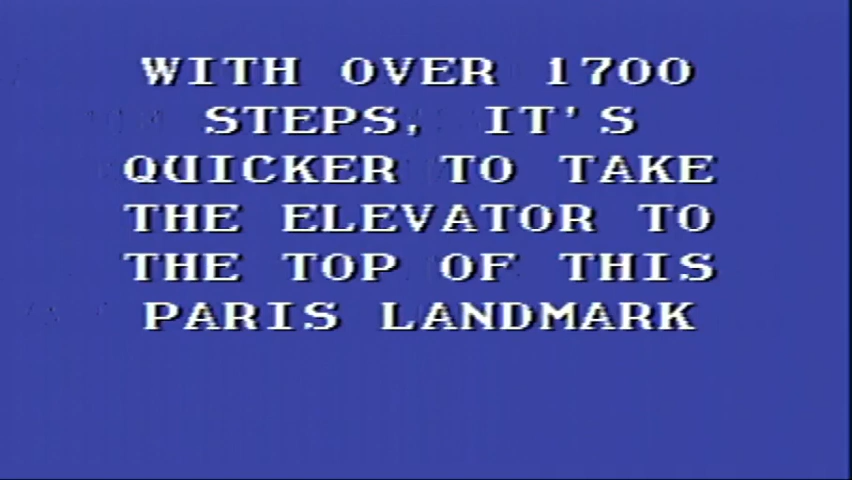 WITH OVER 1700
STEPS, IT'S
QUICKER TO TAKE
THE ELEVATOR TO
THE TOP OF THIS
PARIS LANDMARK